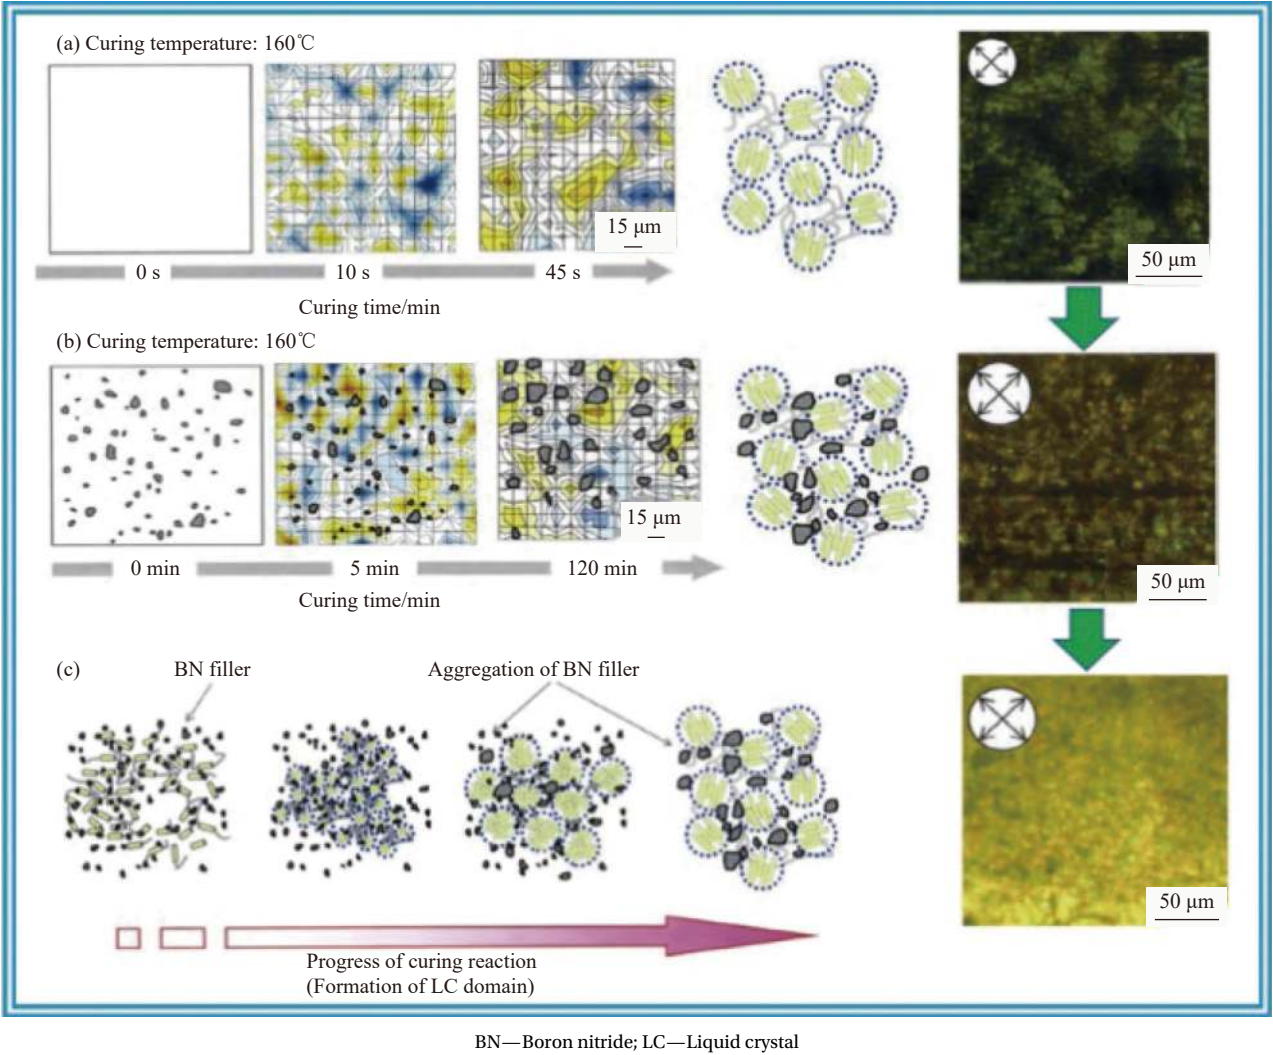 (a) Curing temperature: 160℃
15 μm
0 s
10 s
45 s
Curing time/min
50 μm
(b) Curing temperature: 160℃
15 μm
0 min
5 min
120 min
Curing time/min
50 μm
(c)
BN filler
Aggregation of BN filler
50 μm
Progress of curing reaction
(Formation of LC domain)
BN—Boron nitride; LC—Liquid crystal